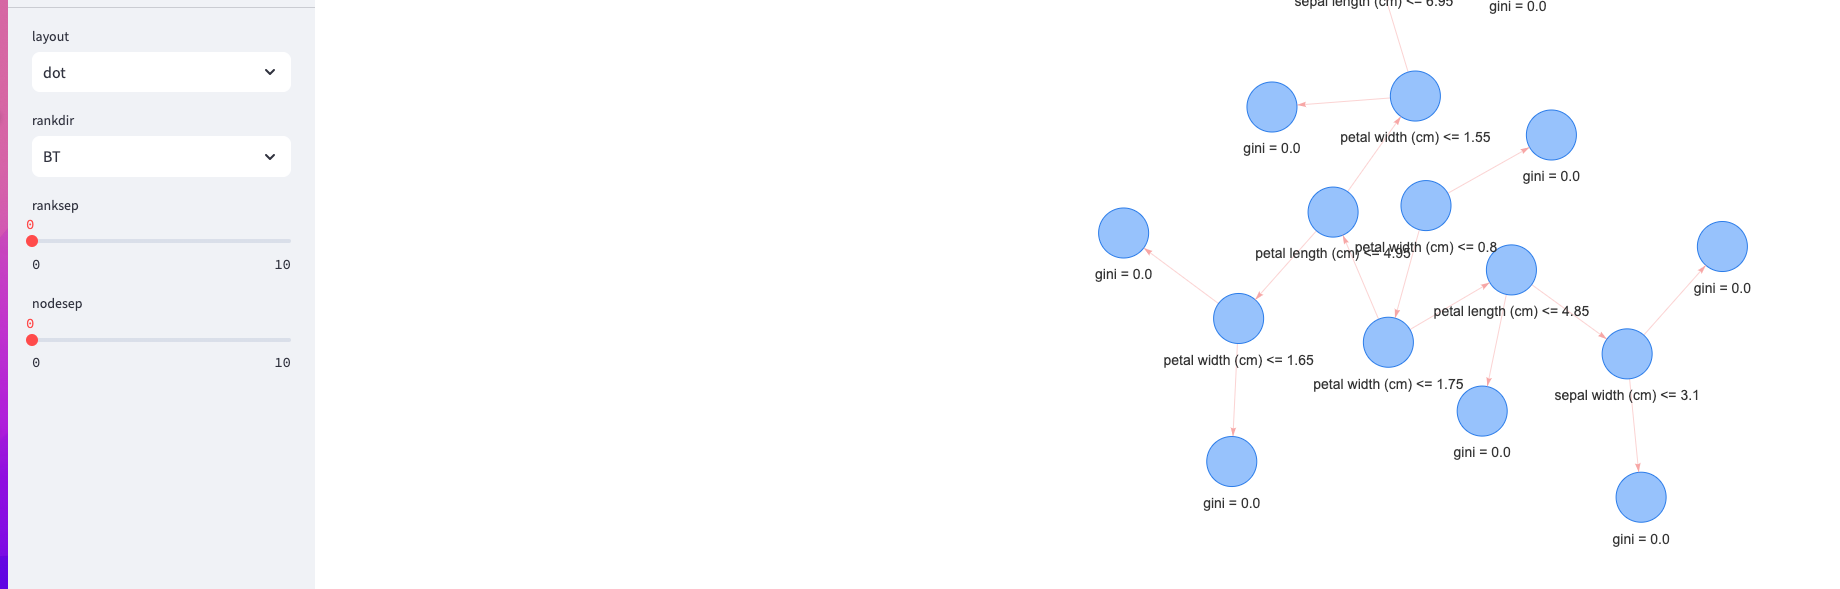 layout
dot
rankdir
BT
ranksep
0
0
10
nodesep
0
0
10
sepal length (cm) <= 6.95
gini = 0.0
petal width (cm) <= 1.55
gini = 0.0
gini = 0.0
petal width (cm) <= 0.8
petal length (cm) <= 4.95
gini = 0.0
gini = 0.0
petal length (cm) <= 4.85
petal width (cm) <= 1.65
petal width (cm) <= 1.75
sepal width (cm) <= 3.1
gini = 0.0
gini = 0.0
gini = 0.0